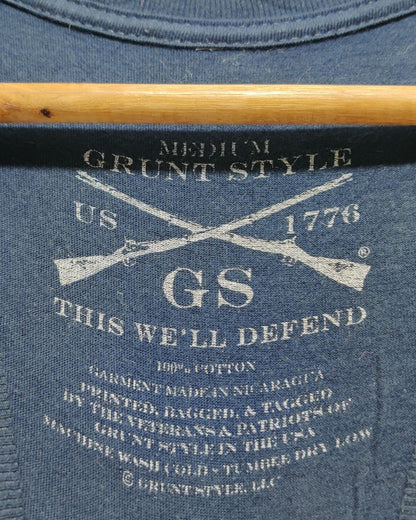 MEDIUM
GRUNT STYLE
US 1776
®
GS
THIS WE'LL DEFEND
100% COTTON
GARMENT MADE IN NICARAGUA
PRINTED, BAGGED, & TAGGED
BY THE VETERANS & PATRIOTS OF
GRUNT STYLE IN THE USA
MACHINE WASH COLD - TUMBLE DRY LOW
© GRUNT STYLE, LLC